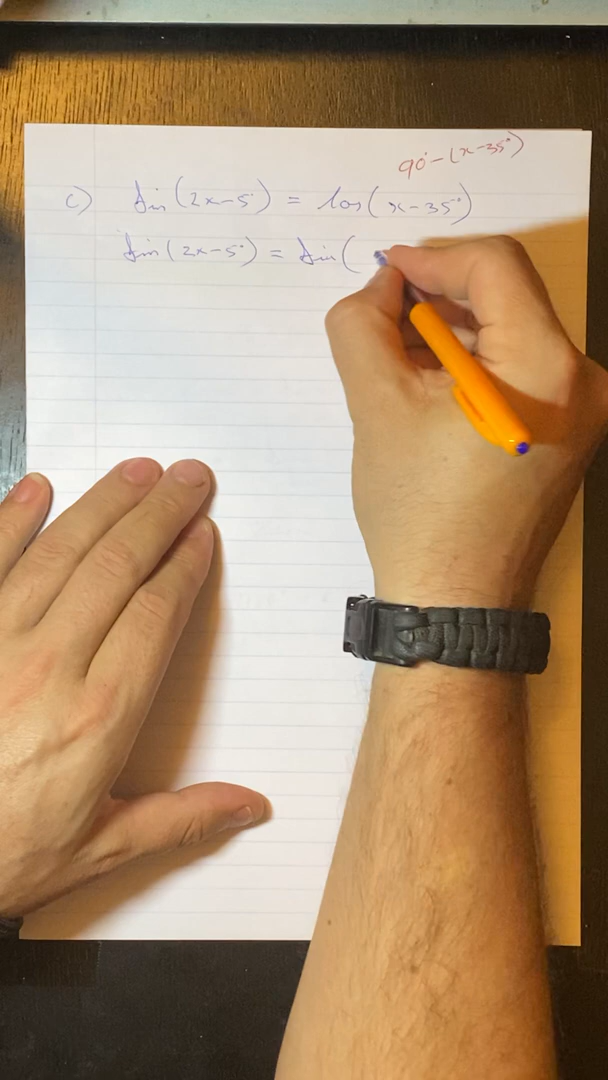 90°-(x-35°)
c) sin(2x-5°) = cos(x-35°)
sin(2x-5°) = sin(